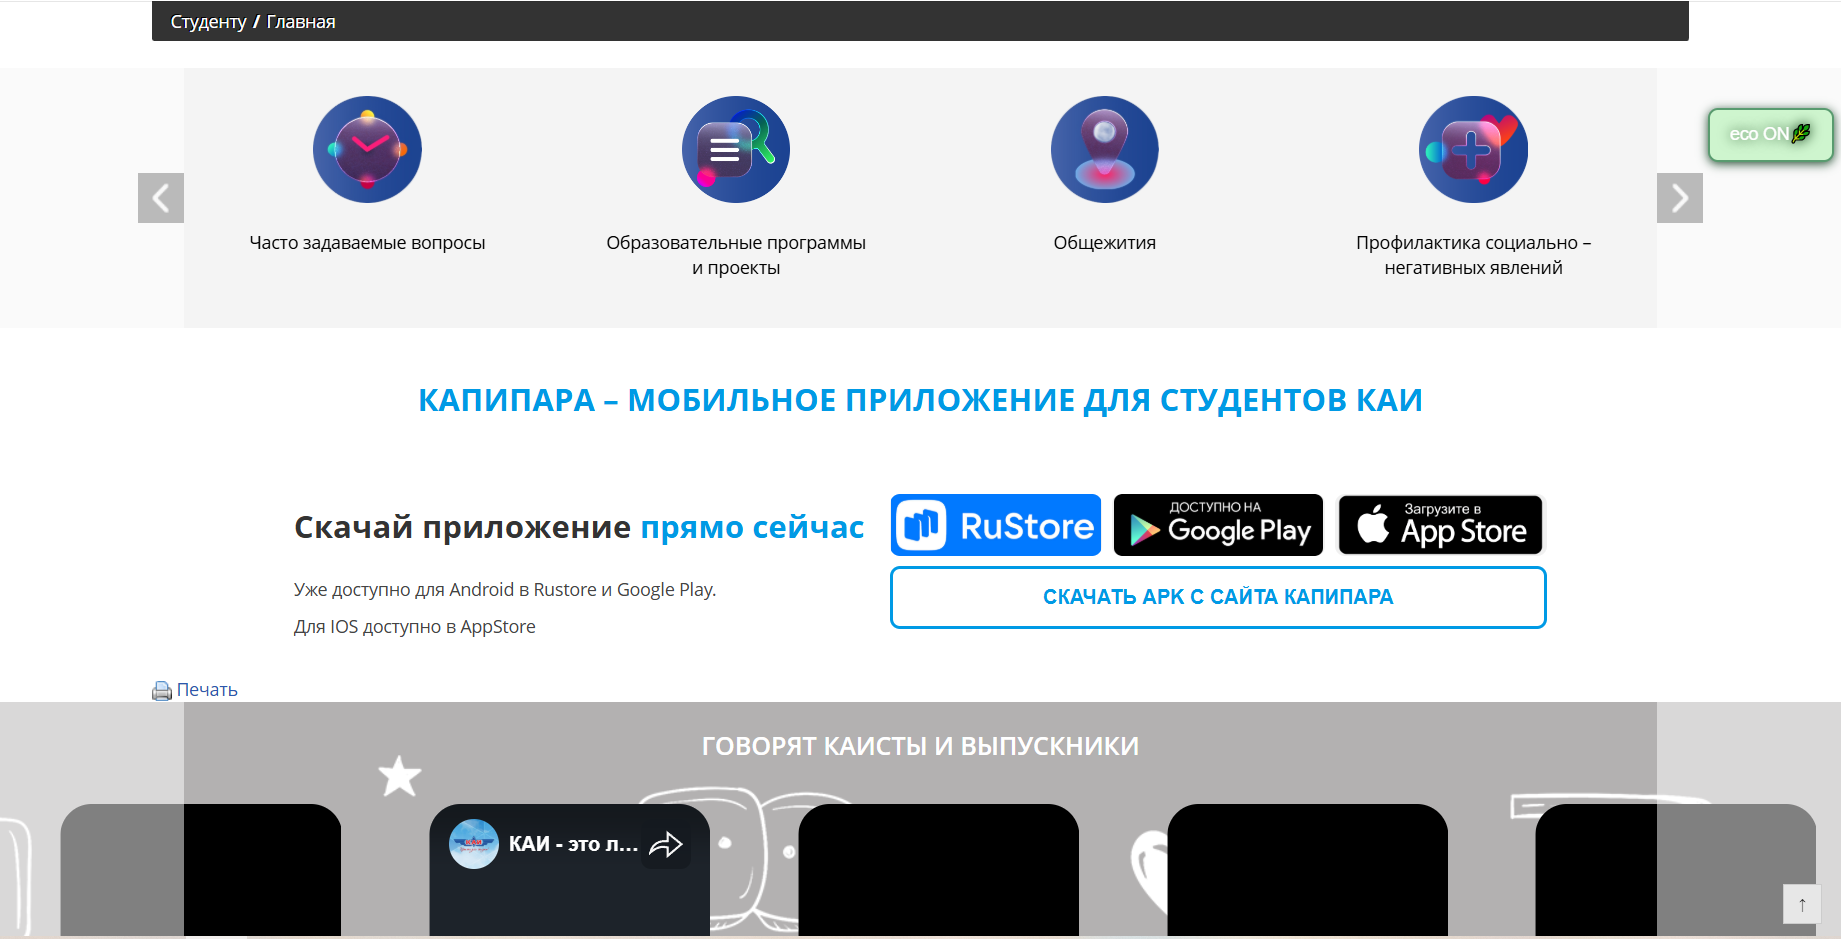 Студенту / Главная
eco ON
Часто задаваемые вопросы
Образовательные программы
и проекты
Общежития
Профилактика социально –
негативных явлений
КАПИПАРА – МОБИЛЬНОЕ ПРИЛОЖЕНИЕ ДЛЯ СТУДЕНТОВ КАИ
Скачай приложение прямо сейчас
RuStore
ДОСТУПНО НА
Google Play
Загрузите в
App Store
Уже доступно для Android в Rustore и Google Play.
Для IOS доступно в AppStore
СКАЧАТЬ APK С САЙТА КАПИПАРА
Печать
ГОВОРЯТ КАИСТЫ И ВЫПУСКНИКИ
КАИ - это л...